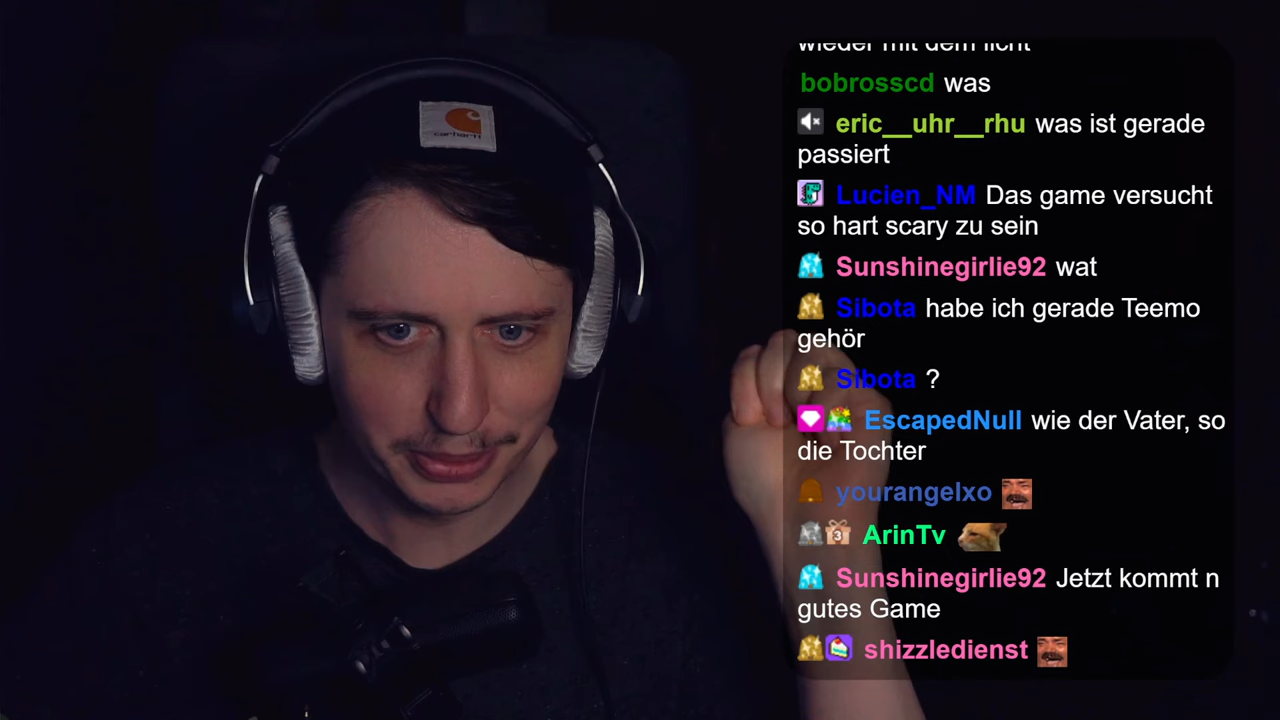 wieder mit dem licht
bobrosscd was
eric__uhr__rhu was ist gerade
passiert
Lucien_NM Das game versucht
so hart scary zu sein
Sunshinegirlie92 wat
Sibota habe ich gerade Teemo
gehör
Sibota ?
EscapedNull wie der Vater, so
die Tochter
yourangelxo
3 ArinTv
Sunshinegirlie92 Jetzt kommt n
gutes Game
shizzledienst
carhartt